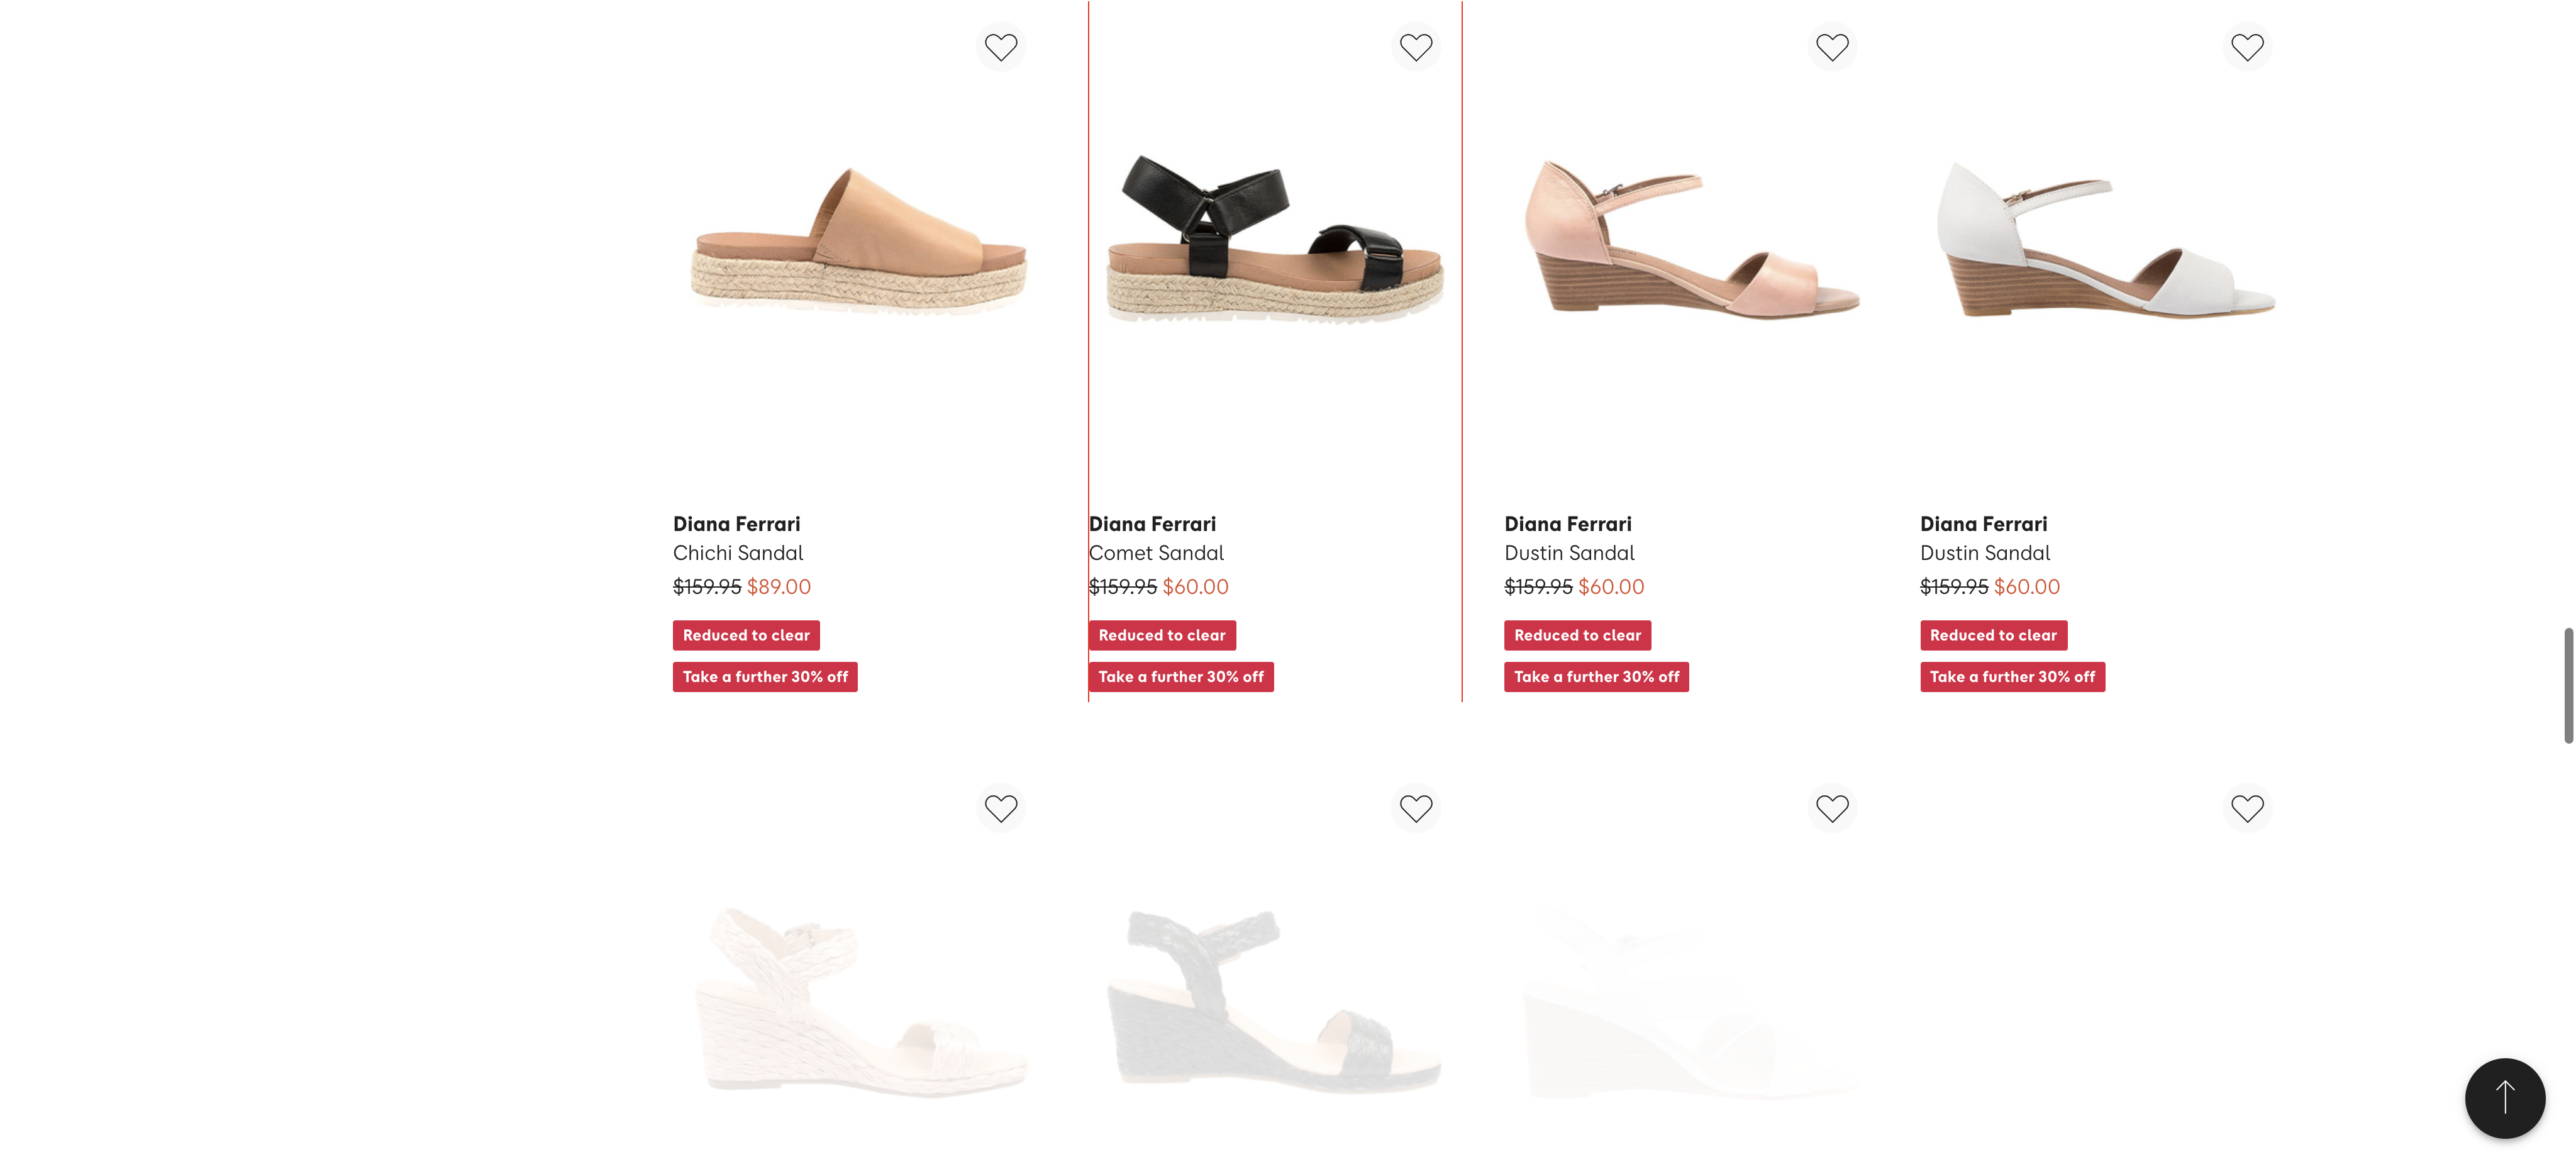 Diana Ferrari
Chichi Sandal
$159.95 $89.00
Reduced to clear
Take a further 30% off
Diana Ferrari
Comet Sandal
$159.95 $60.00
Reduced to clear
Take a further 30% off
Diana Ferrari
Dustin Sandal
$159.95 $60.00
Reduced to clear
Take a further 30% off
Diana Ferrari
Dustin Sandal
$159.95 $60.00
Reduced to clear
Take a further 30% off